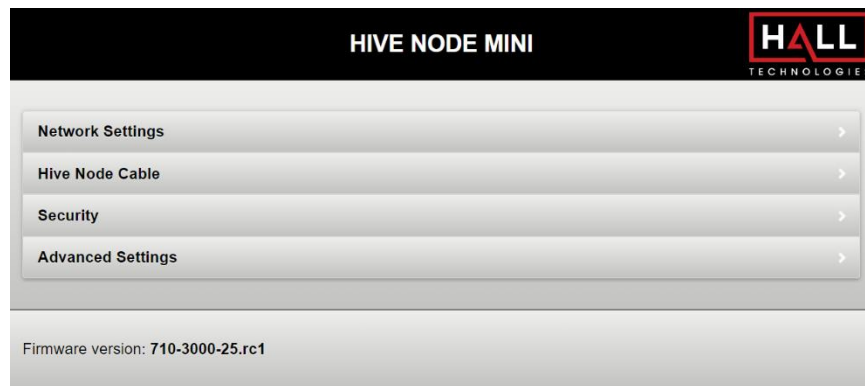 HIVE NODE MINI
HALL
TECHNOLOGIE
Network Settings
Hive Node Cable
Security
Advanced Settings
Firmware version: 710-3000-25.rc1